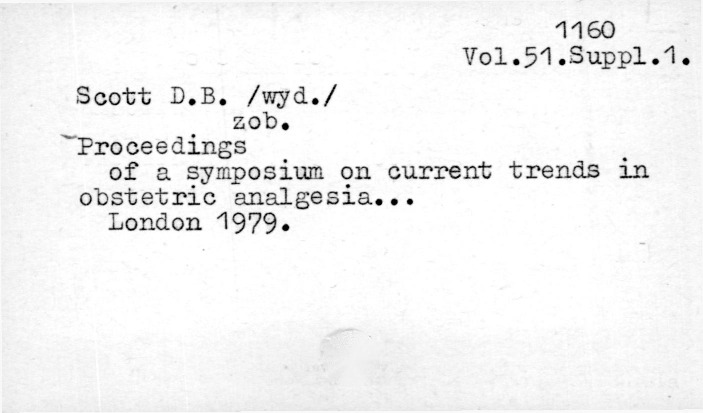 1160
Vol.51.Suppl.1.
Scott D.B. /wyd./
zob.
Proceedings
of a symposium on current trends in
obstetric analgesia...
London 1979.